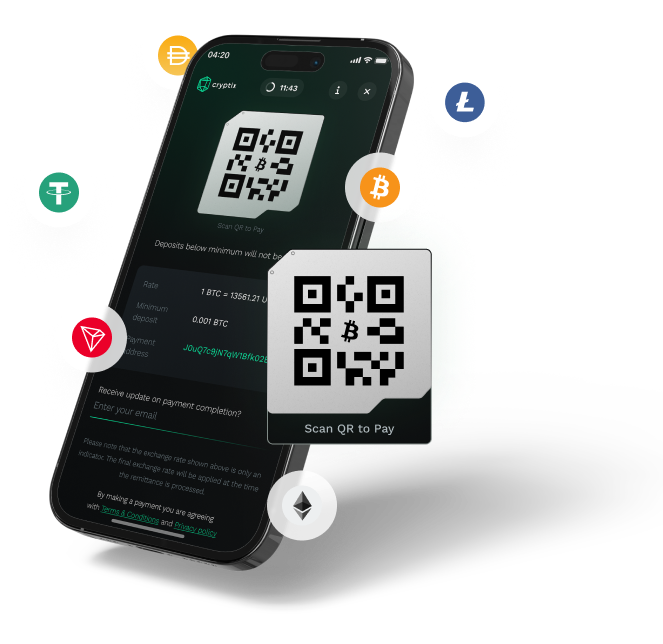 04:20
cryptix
11:43
i
Scan QR to Pay
Deposits below minimum will not be
Rate
1 BTC = 13561.21 U
Minimum
deposit
0.001 BTC
Payment
address
Scan QR to Pay
Receive update on payment completion?
Enter your email
Please note that the exchange rate shown above is only an
indicator. The final exchange rate will be applied at the time
the remittance is processed.
By making a payment you are agreeing
with Terms & Conditions and Privacy policy